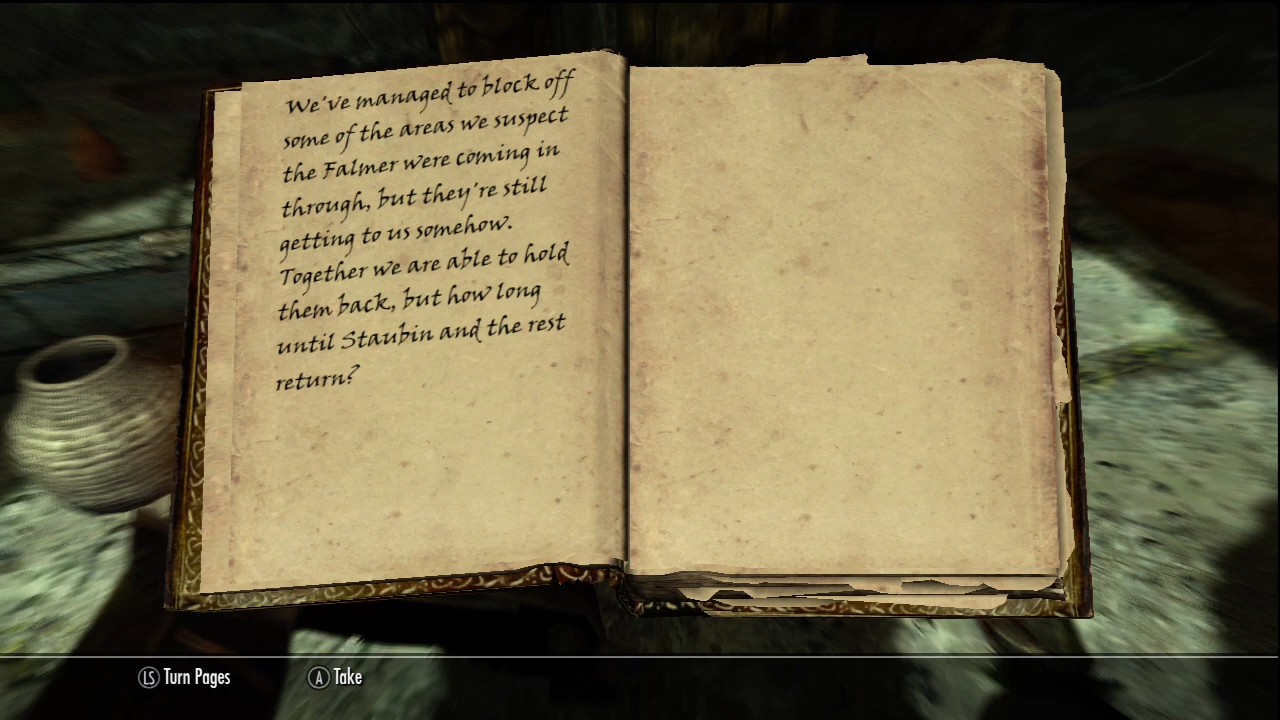 We've managed to block off
some of the areas we suspect
the Falmer were coming in
through, but they're still
getting to us somehow.
Together we are able to hold
them back, but how long
until Staubin and the rest
return?
LS Turn Pages
A Take